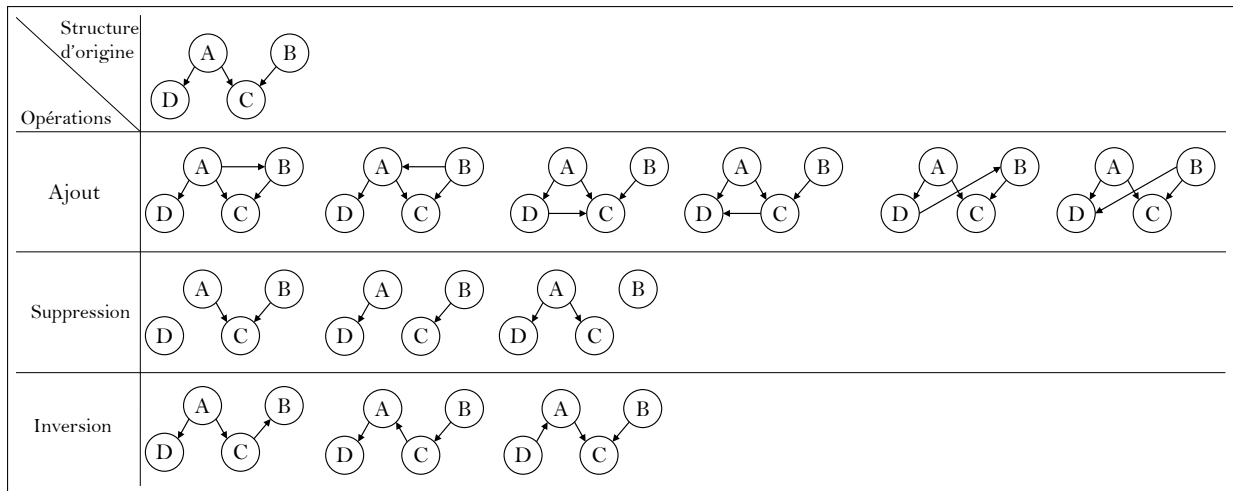 Structure
d'origine
Opérations
A B
D C
Ajout
A B A B A B A B A B A B
D C D C D C D C D C D C
Suppression
A B A B A B
D C D C D C
Inversion
A B A B A B
D C D C D C